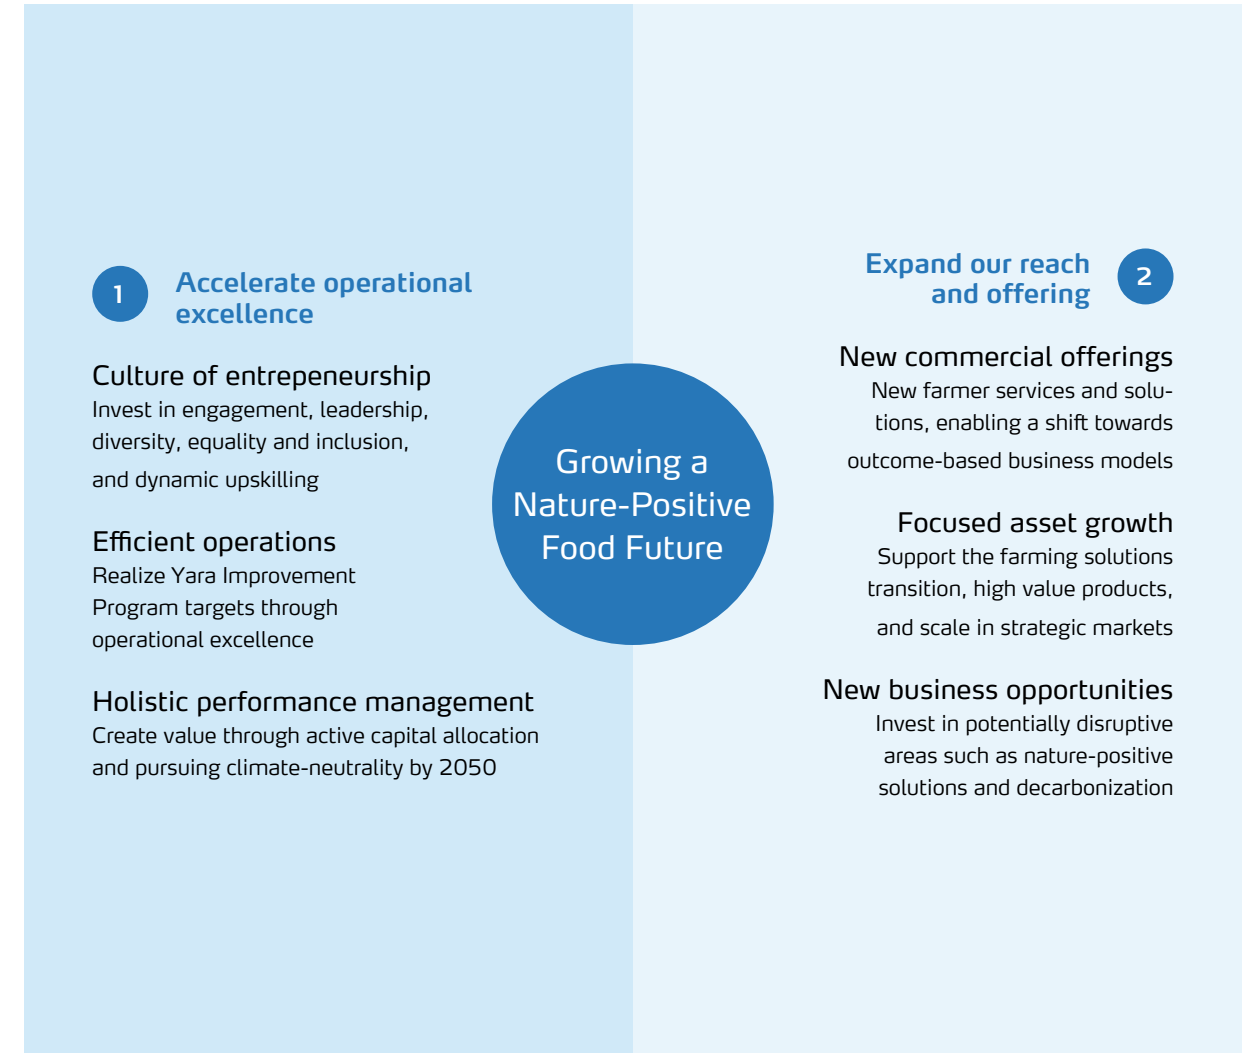 1
Accelerate operational
excellence
Culture of entrepeneurship
Invest in engagement, leadership,
diversity, equality and inclusion,
and dynamic upskilling
Efficient operations
Realize Yara Improvement
Program targets through
operational excellence
Holistic performance management
Create value through active capital allocation
and pursuing climate-neutrality by 2050
Growing a
Nature-Positive
Food Future
Expand our reach
and offering
2
New commercial offerings
New farmer services and solu-
tions, enabling a shift towards
outcome-based business models
Focused asset growth
Support the farming solutions
transition, high value products,
and scale in strategic markets
New business opportunities
Invest in potentially disruptive
areas such as nature-positive
solutions and decarbonization